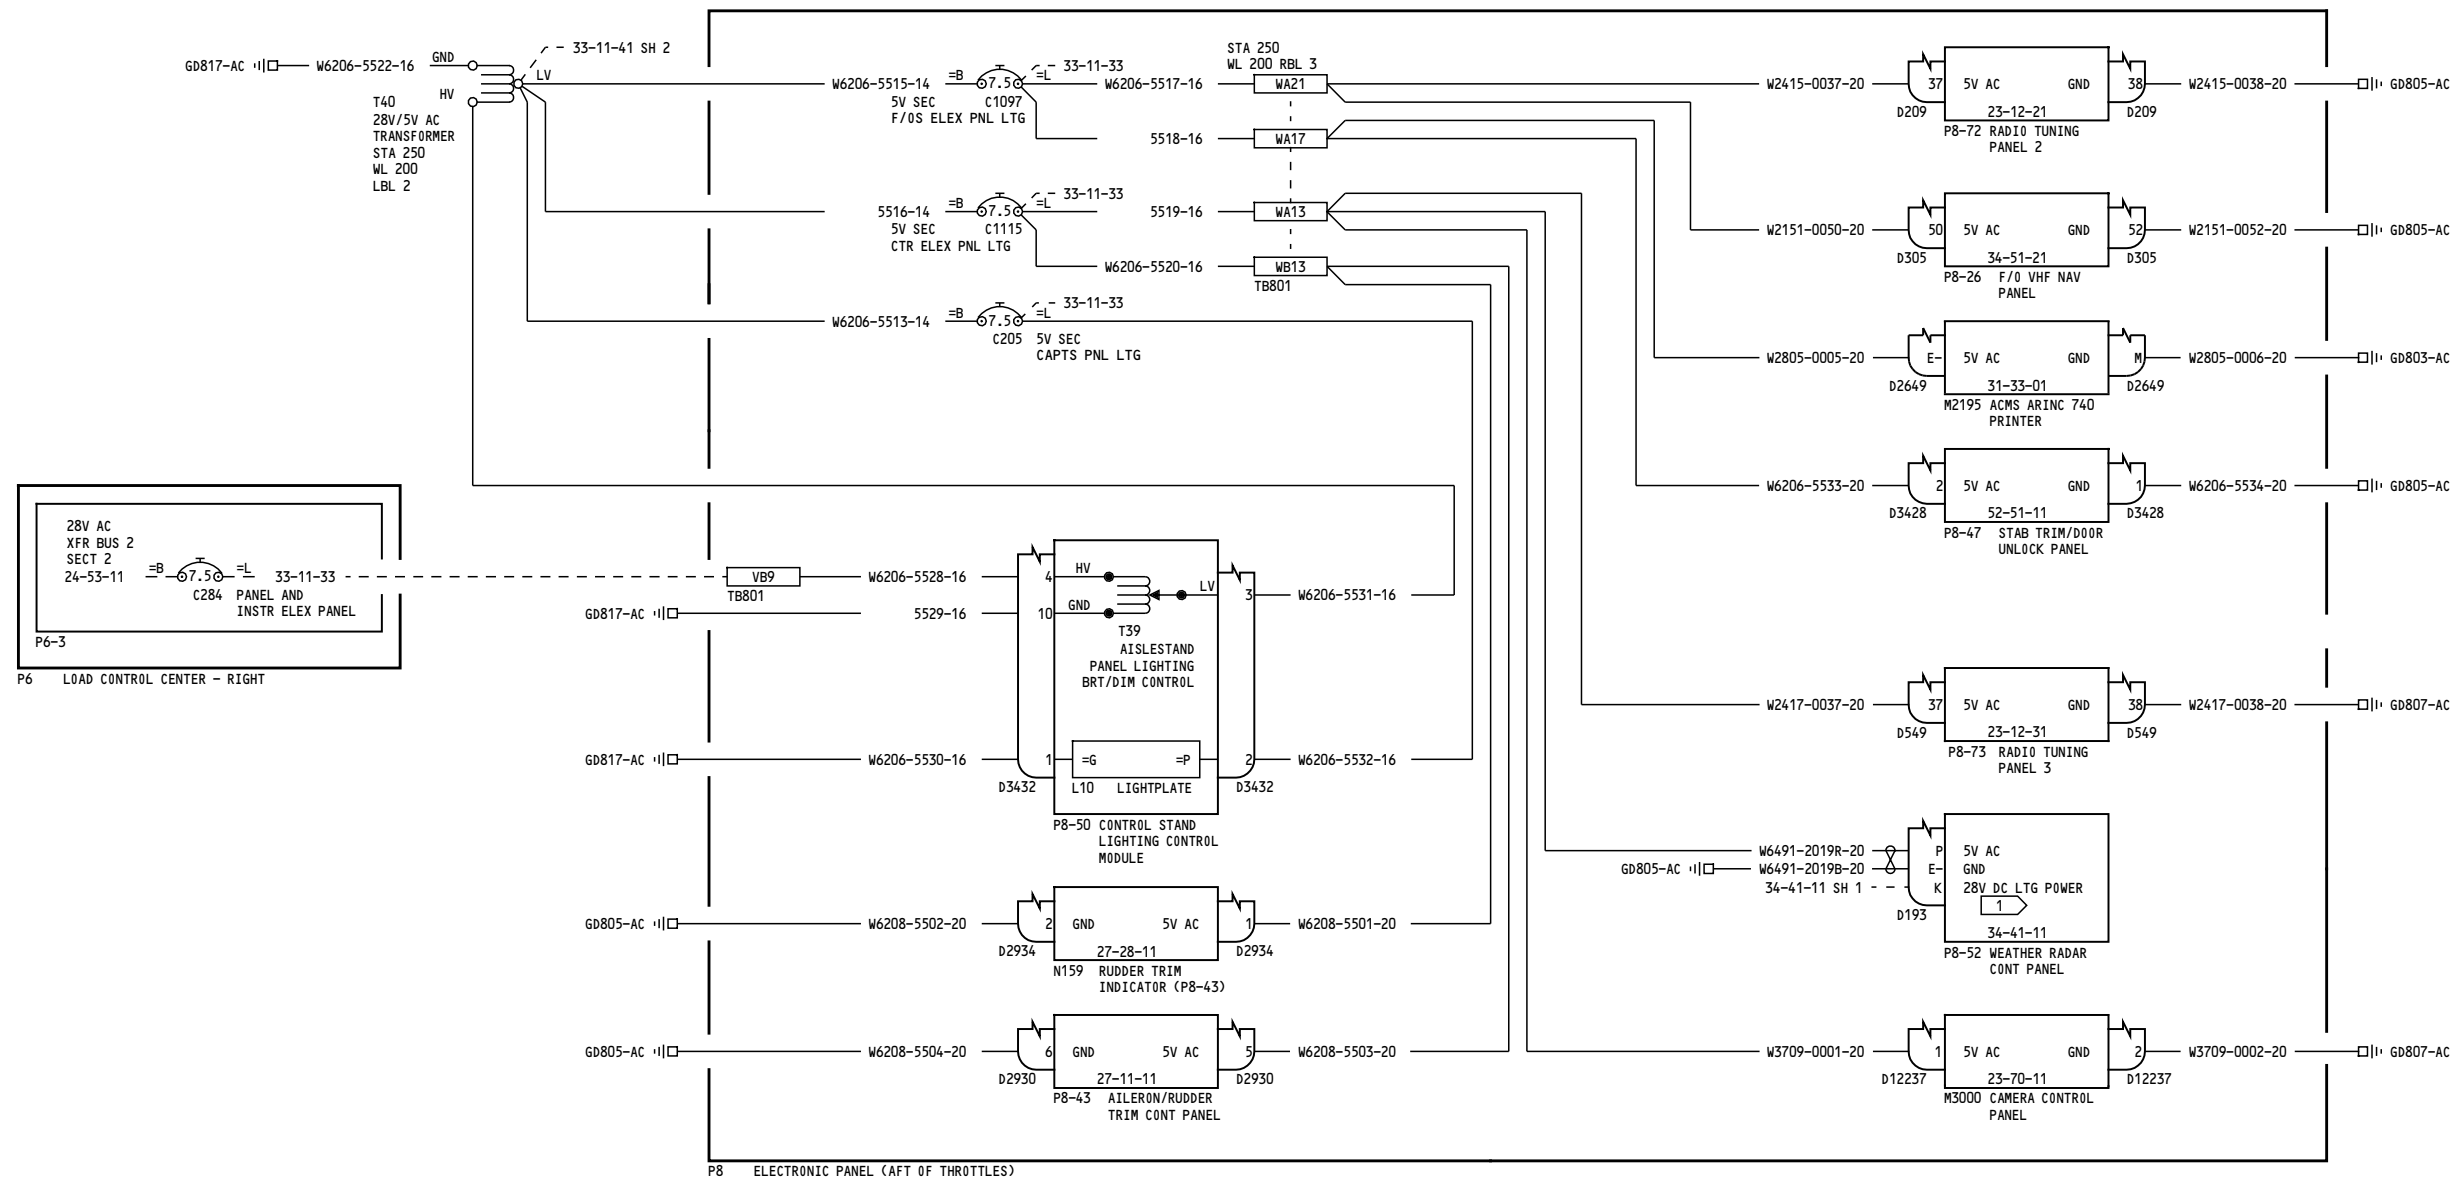 33-11-41 SH 2
GD817-AC
W6206-5522-16
GND
LV
HV
T40
28V/5V AC
TRANSFORMER
STA 250
WL 200
LBL 2
W6206-5515-14
=B
7.5
=L
33-11-33
5V SEC
F/OS ELEX PNL LTG
C1097
W6206-5517-16
STA 250
WL 200 RBL 3
WA21
5518-16
WA17
5516-14
=B
7.5
=L
33-11-33
5V SEC
CTR ELEX PNL LTG
C1115
5519-16
WA13
W6206-5520-16
WB13
TB801
W6206-5513-14
=B
7.5
=L
33-11-33
C205
5V SEC
CAPTS PNL LTG
W2415-0037-20
37
5V AC
GND
38
W2415-0038-20
GD805-AC
D209
23-12-21
D209
P8-72 RADIO TUNING
PANEL 2
W2151-0050-20
50
5V AC
GND
52
W2151-0052-20
GD805-AC
D305
34-51-21
D305
P8-26 F/O VHF NAV
PANEL
W2805-0005-20
E-
5V AC
GND
M
W2805-0006-20
GD803-AC
D2649
31-33-01
D2649
M2195 ACMS ARINC 740
PRINTER
W6206-5533-20
2
5V AC
GND
1
W6206-5534-20
GD805-AC
D3428
52-51-11
D3428
P8-47 STAB TRIM/DOOR
UNLOCK PANEL
W2417-0037-20
37
5V AC
GND
38
W2417-0038-20
GD807-AC
D549
23-12-31
D549
P8-73 RADIO TUNING
PANEL 3
W6491-2019R-20
P
5V AC
GD805-AC
W6491-2019B-20
E-
GND
34-41-11 SH 1
K
28V DC LTG POWER
1
D193
34-41-11
P8-52 WEATHER RADAR
CONT PANEL
W3709-0001-20
1
5V AC
GND
2
W3709-0002-20
GD807-AC
D12237
23-70-11
D12237
M3000 CAMERA CONTROL
PANEL
28V AC
XFR BUS 2
SECT 2
24-53-11
=B
7.5
=L
33-11-33
C284
PANEL AND
INSTR ELEX PANEL
P6-3
P6 LOAD CONTROL CENTER - RIGHT
VB9
TB801
W6206-5528-16
4
HV
GD817-AC
5529-16
10
GND
LV
3
W6206-5531-16
T39
AISLESTAND
PANEL LIGHTING
BRT/DIM CONTROL
GD817-AC
W6206-5530-16
1
=G
=P
2
W6206-5532-16
D3432
L10 LIGHTPLATE
D3432
P8-50 CONTROL STAND
LIGHTING CONTROL
MODULE
GD805-AC
W6208-5502-20
2
GND
5V AC
1
W6208-5501-20
D2934
27-28-11
D2934
N159 RUDDER TRIM
INDICATOR (P8-43)
GD805-AC
W6208-5504-20
6
GND
5V AC
5
W6208-5503-20
D2930
27-11-11
D2930
P8-43 AILERON/RUDDER
TRIM CONT PANEL
P8 ELECTRONIC PANEL (AFT OF THROTTLES)